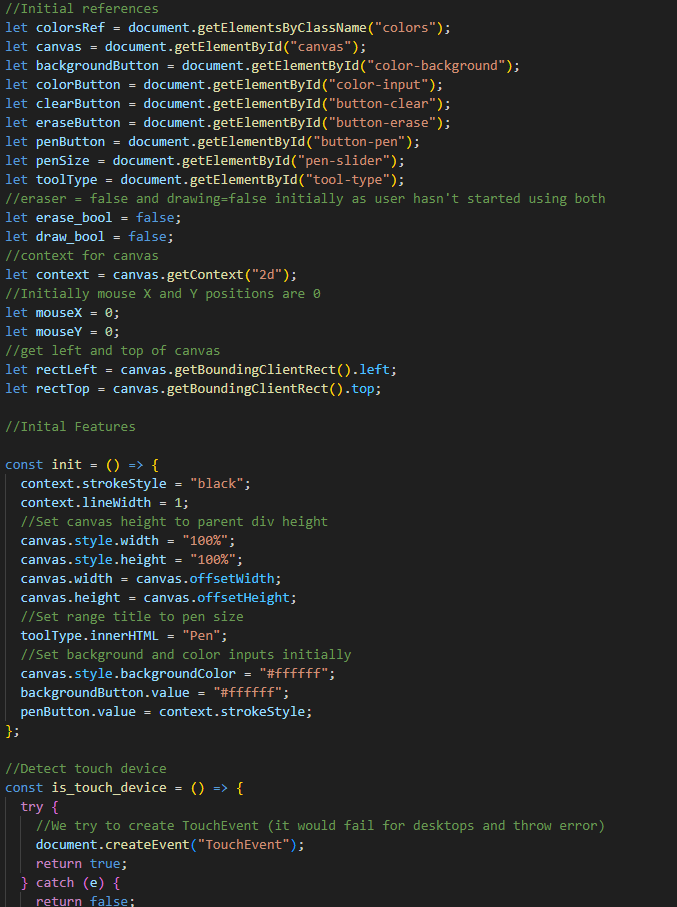 //Initial references
let colorsRef = document.getElementsByClassName("colors");
let canvas = document.getElementById("canvas");
let backgroundButton = document.getElementById("color-background");
let colorButton = document.getElementById("color-input");
let clearButton = document.getElementById("button-clear");
let eraseButton = document.getElementById("button-erase");
let penButton = document.getElementById("button-pen");
let penSize = document.getElementById("pen-slider");
let toolType = document.getElementById("tool-type");
//eraser = false and drawing=false initially as user hasn't started using both
let erase_bool = false;
let draw_bool = false;
//context for canvas
let context = canvas.getContext("2d");
//Initially mouse X and Y positions are 0
let mouseX = 0;
let mouseY = 0;
//get left and top of canvas
let rectLeft = canvas.getBoundingClientRect().left;
let rectTop = canvas.getBoundingClientRect().top;
//Inital Features
const init = () => {
context.strokeStyle = "black";
context.lineWidth = 1;
//Set canvas height to parent div height
canvas.style.width = "100%";
canvas.style.height = "100%";
canvas.width = canvas.offsetWidth;
canvas.height = canvas.offsetHeight;
//Set range title to pen size
toolType.innerHTML = "Pen";
//Set background and color inputs initially
canvas.style.backgroundColor = "#ffffff";
backgroundButton.value = "#ffffff";
penButton.value = context.strokeStyle;
};
//Detect touch device
const is_touch_device = () => {
try {
//We try to create TouchEvent (it would fail for desktops and throw error)
document.createEvent("TouchEvent");
return true;
} catch (e) {
return false;